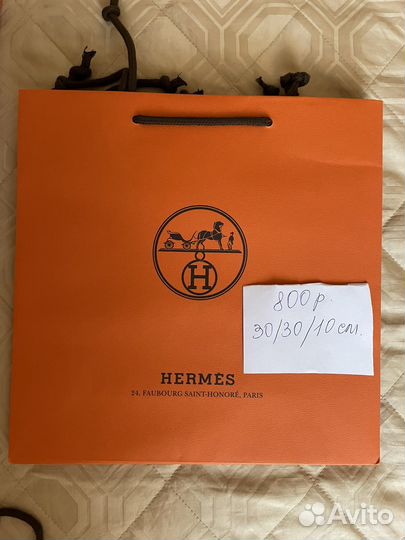 H
800р.
30/30/10см.
HERMÈS
24, FAUBOURG SAINT-HONORÉ, PARIS
Avito